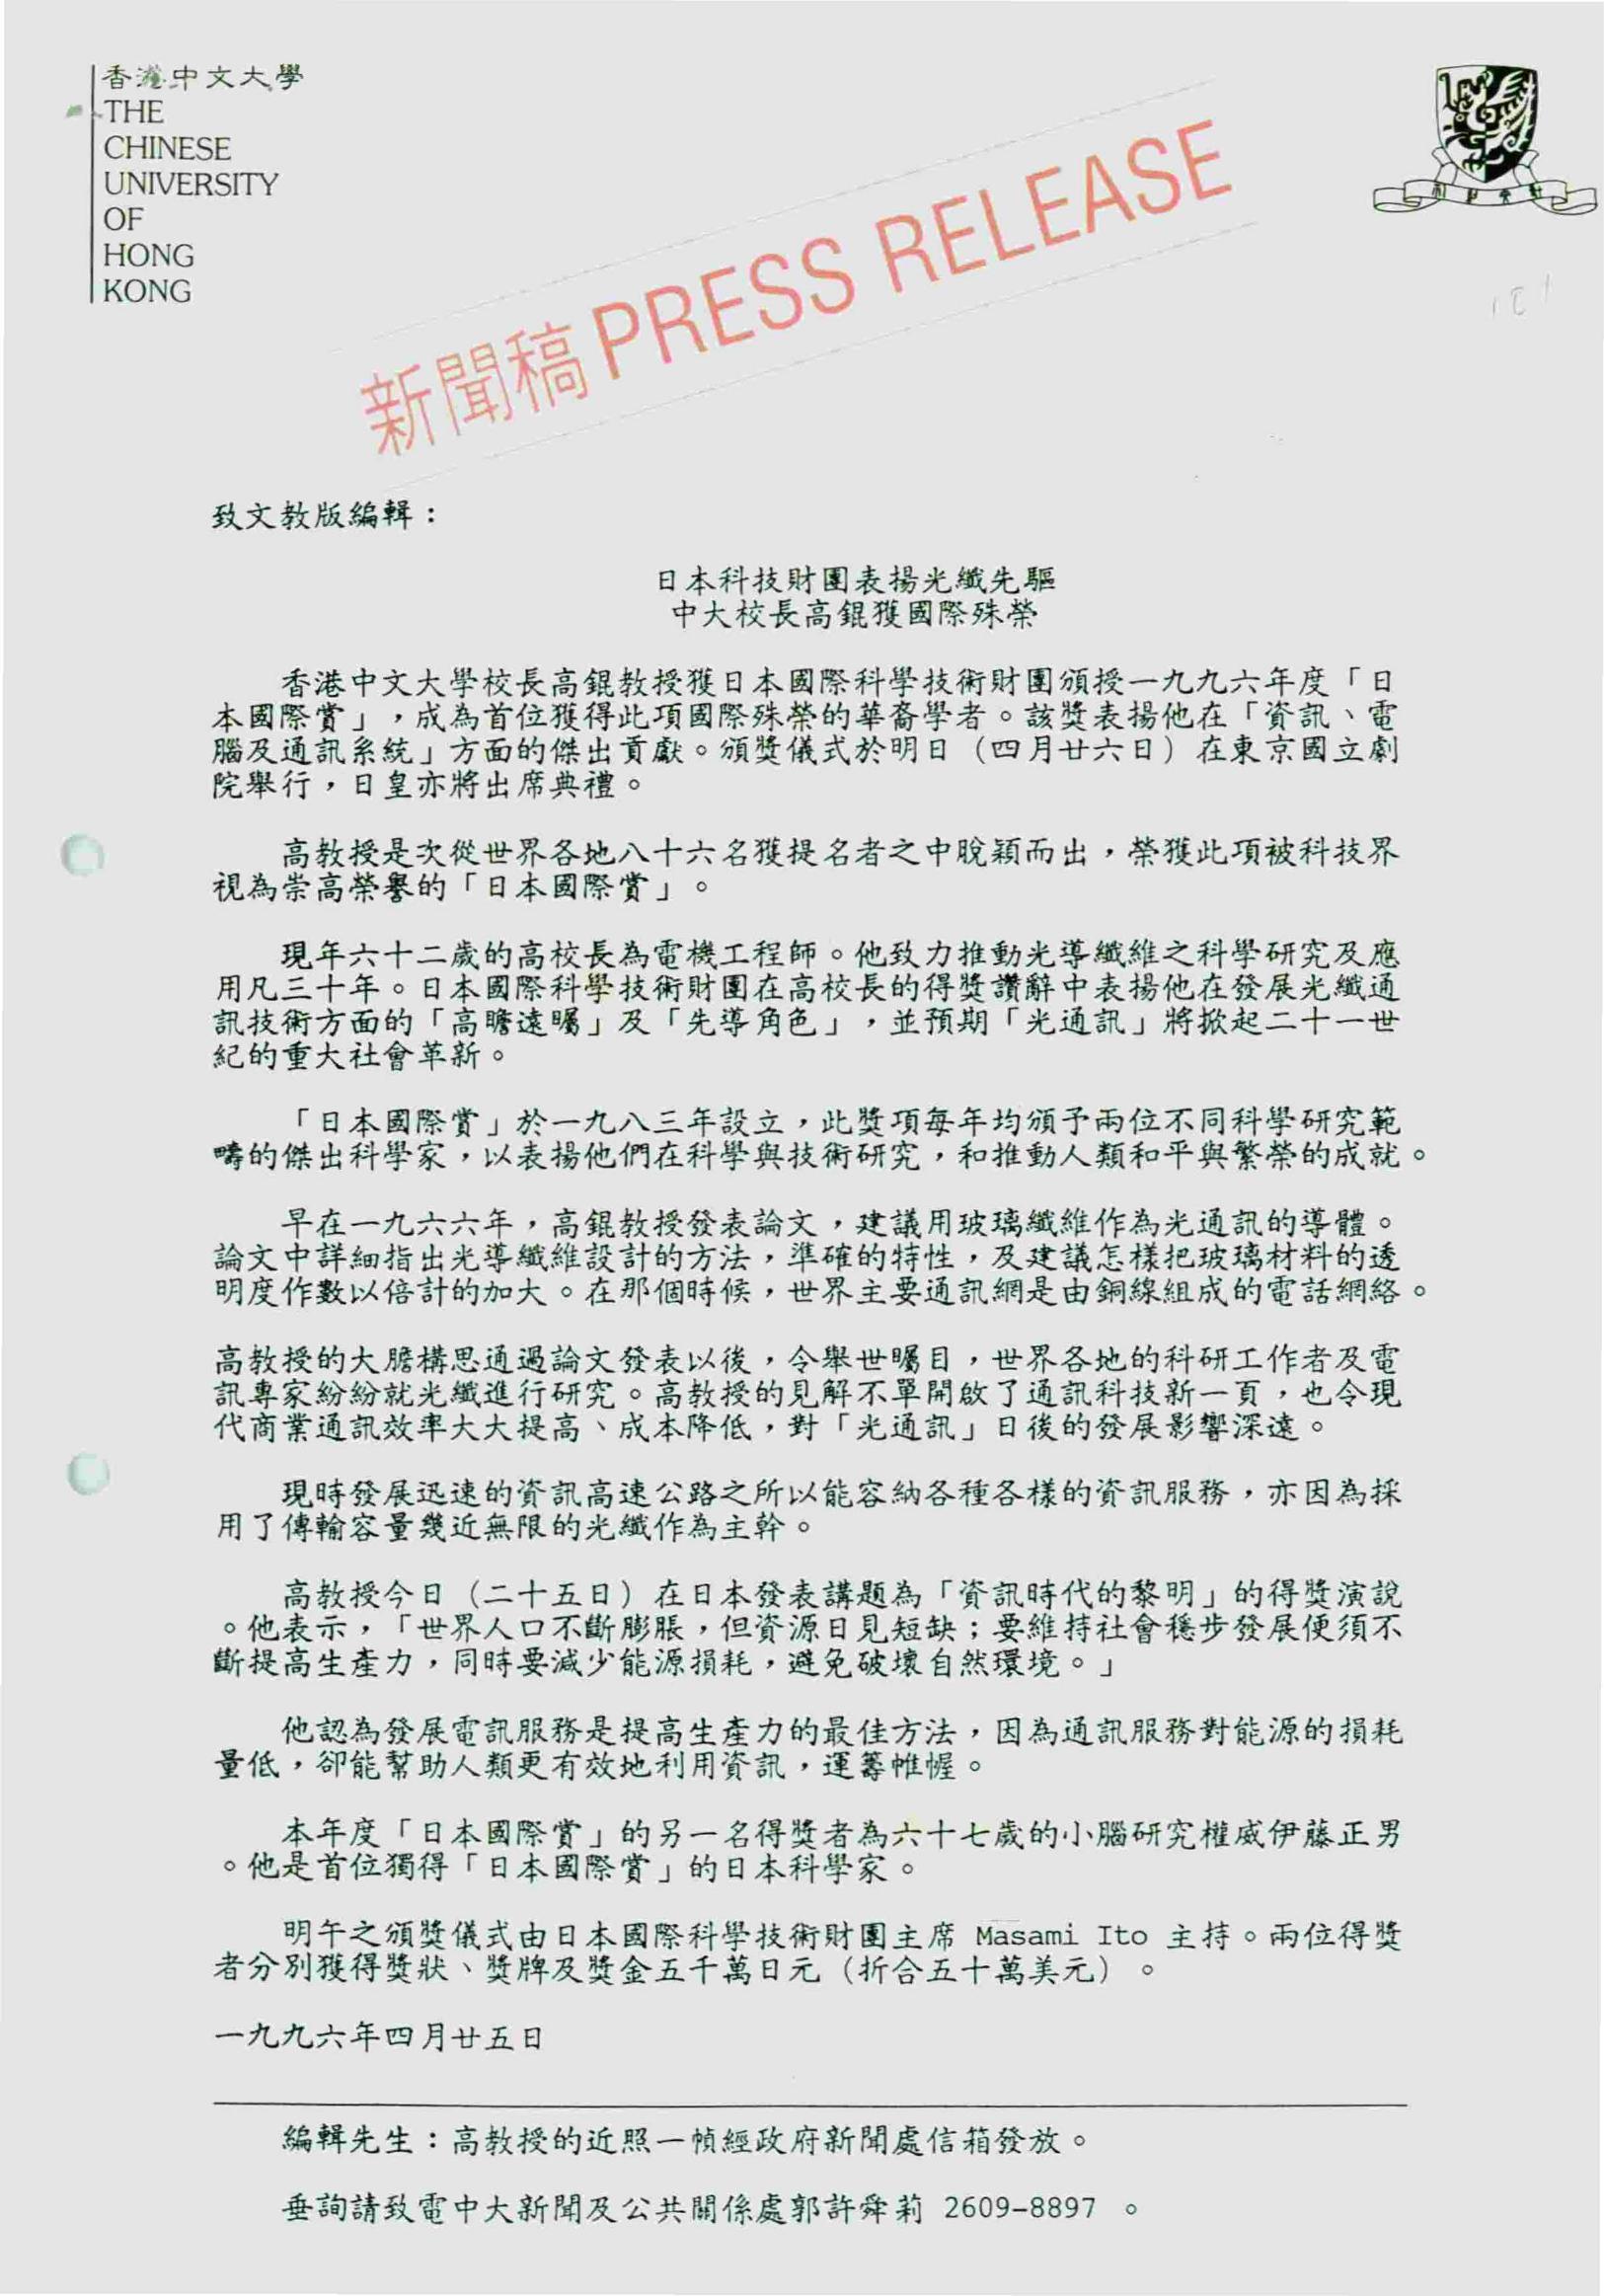 香港中文大學
THE
CHINESE
UNIVERSITY
OF
HONG
KONG
新聞稿 PRESS RELEASE
致文教版編輯：
日本科技財團表揚光纖先驅
中大校長高錕獲國際殊榮
香港中文大學校長高錕教授獲日本國際科學技術財團頒授一九九六年度「日
本國際賞」，成為首位獲得此項國際殊榮的華裔學者。該獎表揚他在「資訊、電
腦及通訊系統」方面的傑出貢獻。頒獎儀式於明日（四月廿六日）在東京國立劇
院舉行，日皇亦將出席典禮。
高教授是次從世界各地八十六名獲提名者之中脫穎而出，榮獲此項被科技界
視為崇高榮譽的「日本國際賞」。
現年六十二歲的高校長為電機工程師。他致力推動光導纖維之科學研究及應
用凡三十年。日本國際科學技術財團在高校長的得獎讚辭中表揚他在發展光纖通
訊技術方面的「高瞻遠矚」及「先導角色」，並預期「光通訊」將掀起二十一世
紀的重大社會革新。
「日本國際賞」於一九八三年設立，此獎項每年均頒予兩位不同科學研究範
疇的傑出科學家，以表揚他們在科學與技術研究，和推動人類和平與繁榮的成就。
早在一九六六年，高錕教授發表論文，建議用玻璃纖維作為光通訊的導體。
論文中詳細指出光導纖維設計的方法，準確的特性，及建議怎樣把玻璃材料的透
明度作數以倍計的加大。在那個時候，世界主要通訊網是由銅線組成的電話網絡。
高教授的大膽構思通過論文發表以後，令舉世矚目，世界各地的科研工作者及電
訊專家紛紛就光纖進行研究。高教授的見解不單開啟了通訊科技新一頁，也令現
代商業通訊效率大大提高、成本降低，對「光通訊」日後的發展影響深遠。
現時發展迅速的資訊高速公路之所以能容納各種各樣的資訊服務，亦因為採
用了傳輸容量幾近無限的光纖作為主幹。
高教授今日（二十五日）在日本發表講題為「資訊時代的黎明」的得獎演說
。他表示，「世界人口不斷膨脹，但資源日見短缺；要維持社會穩步發展便須不
斷提高生產力，同時要減少能源損耗，避免破壞自然環境。」
他認為發展電訊服務是提高生產力的最佳方法，因為通訊服務對能源的損耗
量低，卻能幫助人類更有效地利用資訊，運籌帷幄。
本年度「日本國際賞」的另一名得獎者為六十七歲的小腦研究權威伊藤正男
。他是首位獨得「日本國際賞」的日本科學家。
明午之頒獎儀式由日本國際科學技術財團主席 Masami Ito 主持。兩位得獎
者分別獲得獎狀、獎牌及獎金五千萬日元（折合五十萬美元）。
一九九六年四月廿五日
編輯先生：高教授的近照一幀經政府新聞處信箱發放。
垂詢請致電中大新聞及公共關係處郭許舜莉 2609-8897 。